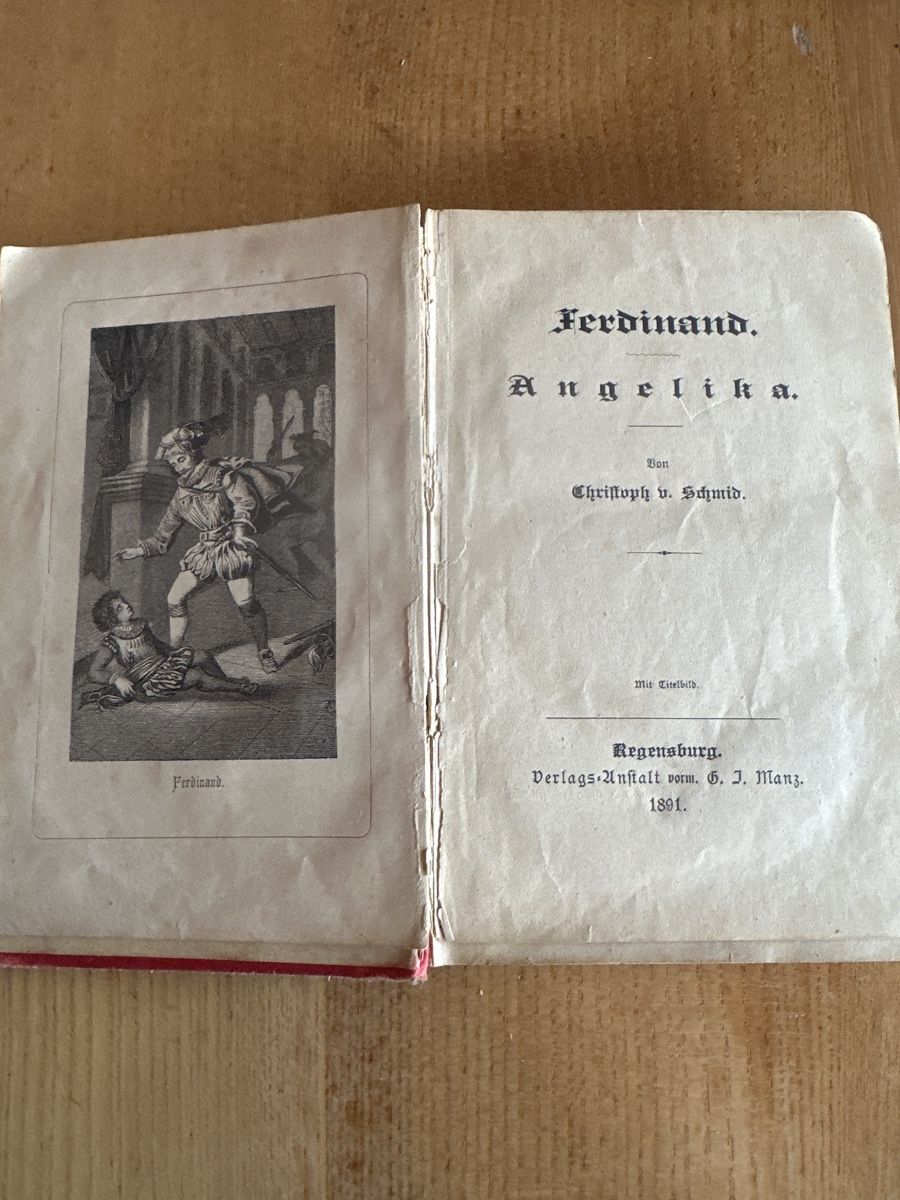 Ferdinand.
Ferdinand.
Angelika.
Von
Christoph v. Schmid.
Mit Titelbild.
Regensburg.
Verlags-Anstalt vorm. G. J. Manz.
1891.